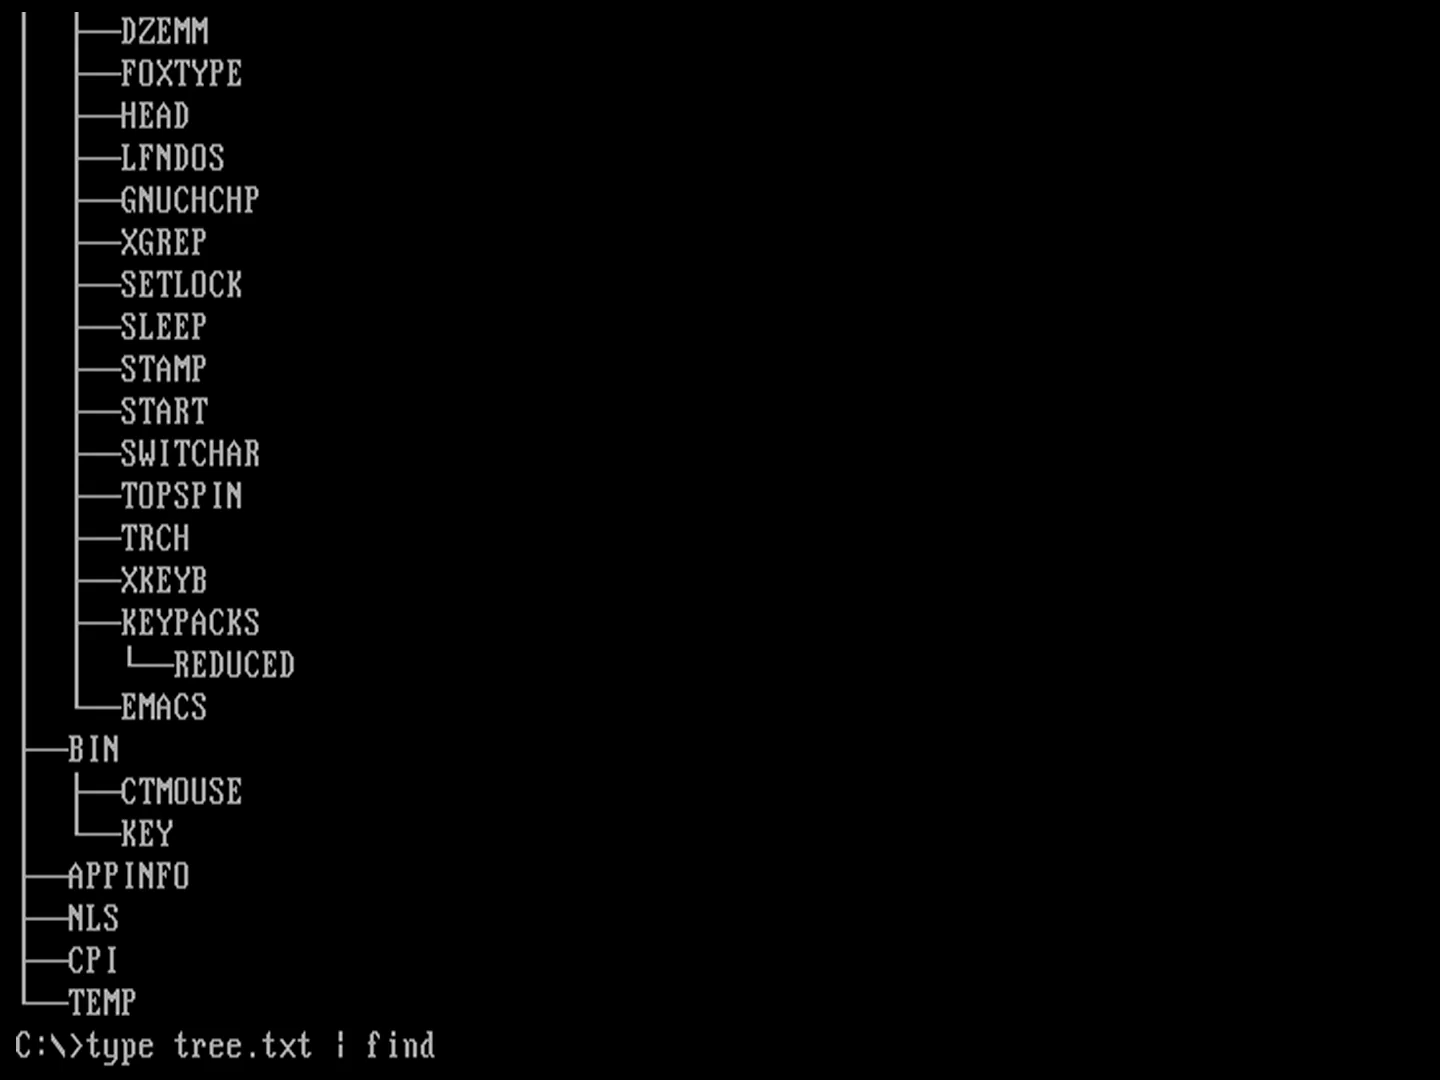 DZEMM
FOXTYPE
HEAD
LFNDOS
GNUCHCHP
XGREP
SETLOCK
SLEEP
STAMP
START
SWITCHAR
TOPSPIN
TRCH
XKEYB
KEYPACKS
REDUCED
EMACS
BIN
CTMOUSE
KEY
APPINFO
NLS
CPI
TEMP
C:\>type tree.txt | find